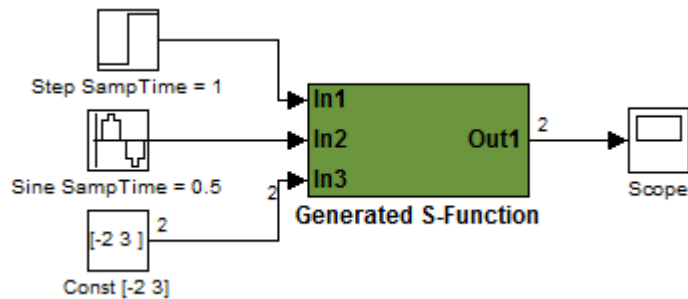 Step SampTime = 1
In1
In2
Out1
2
Sine SampTime = 0.5
In3
2
Scope
[-2 3 ]
2
Generated S-Function
Const [-2 3]